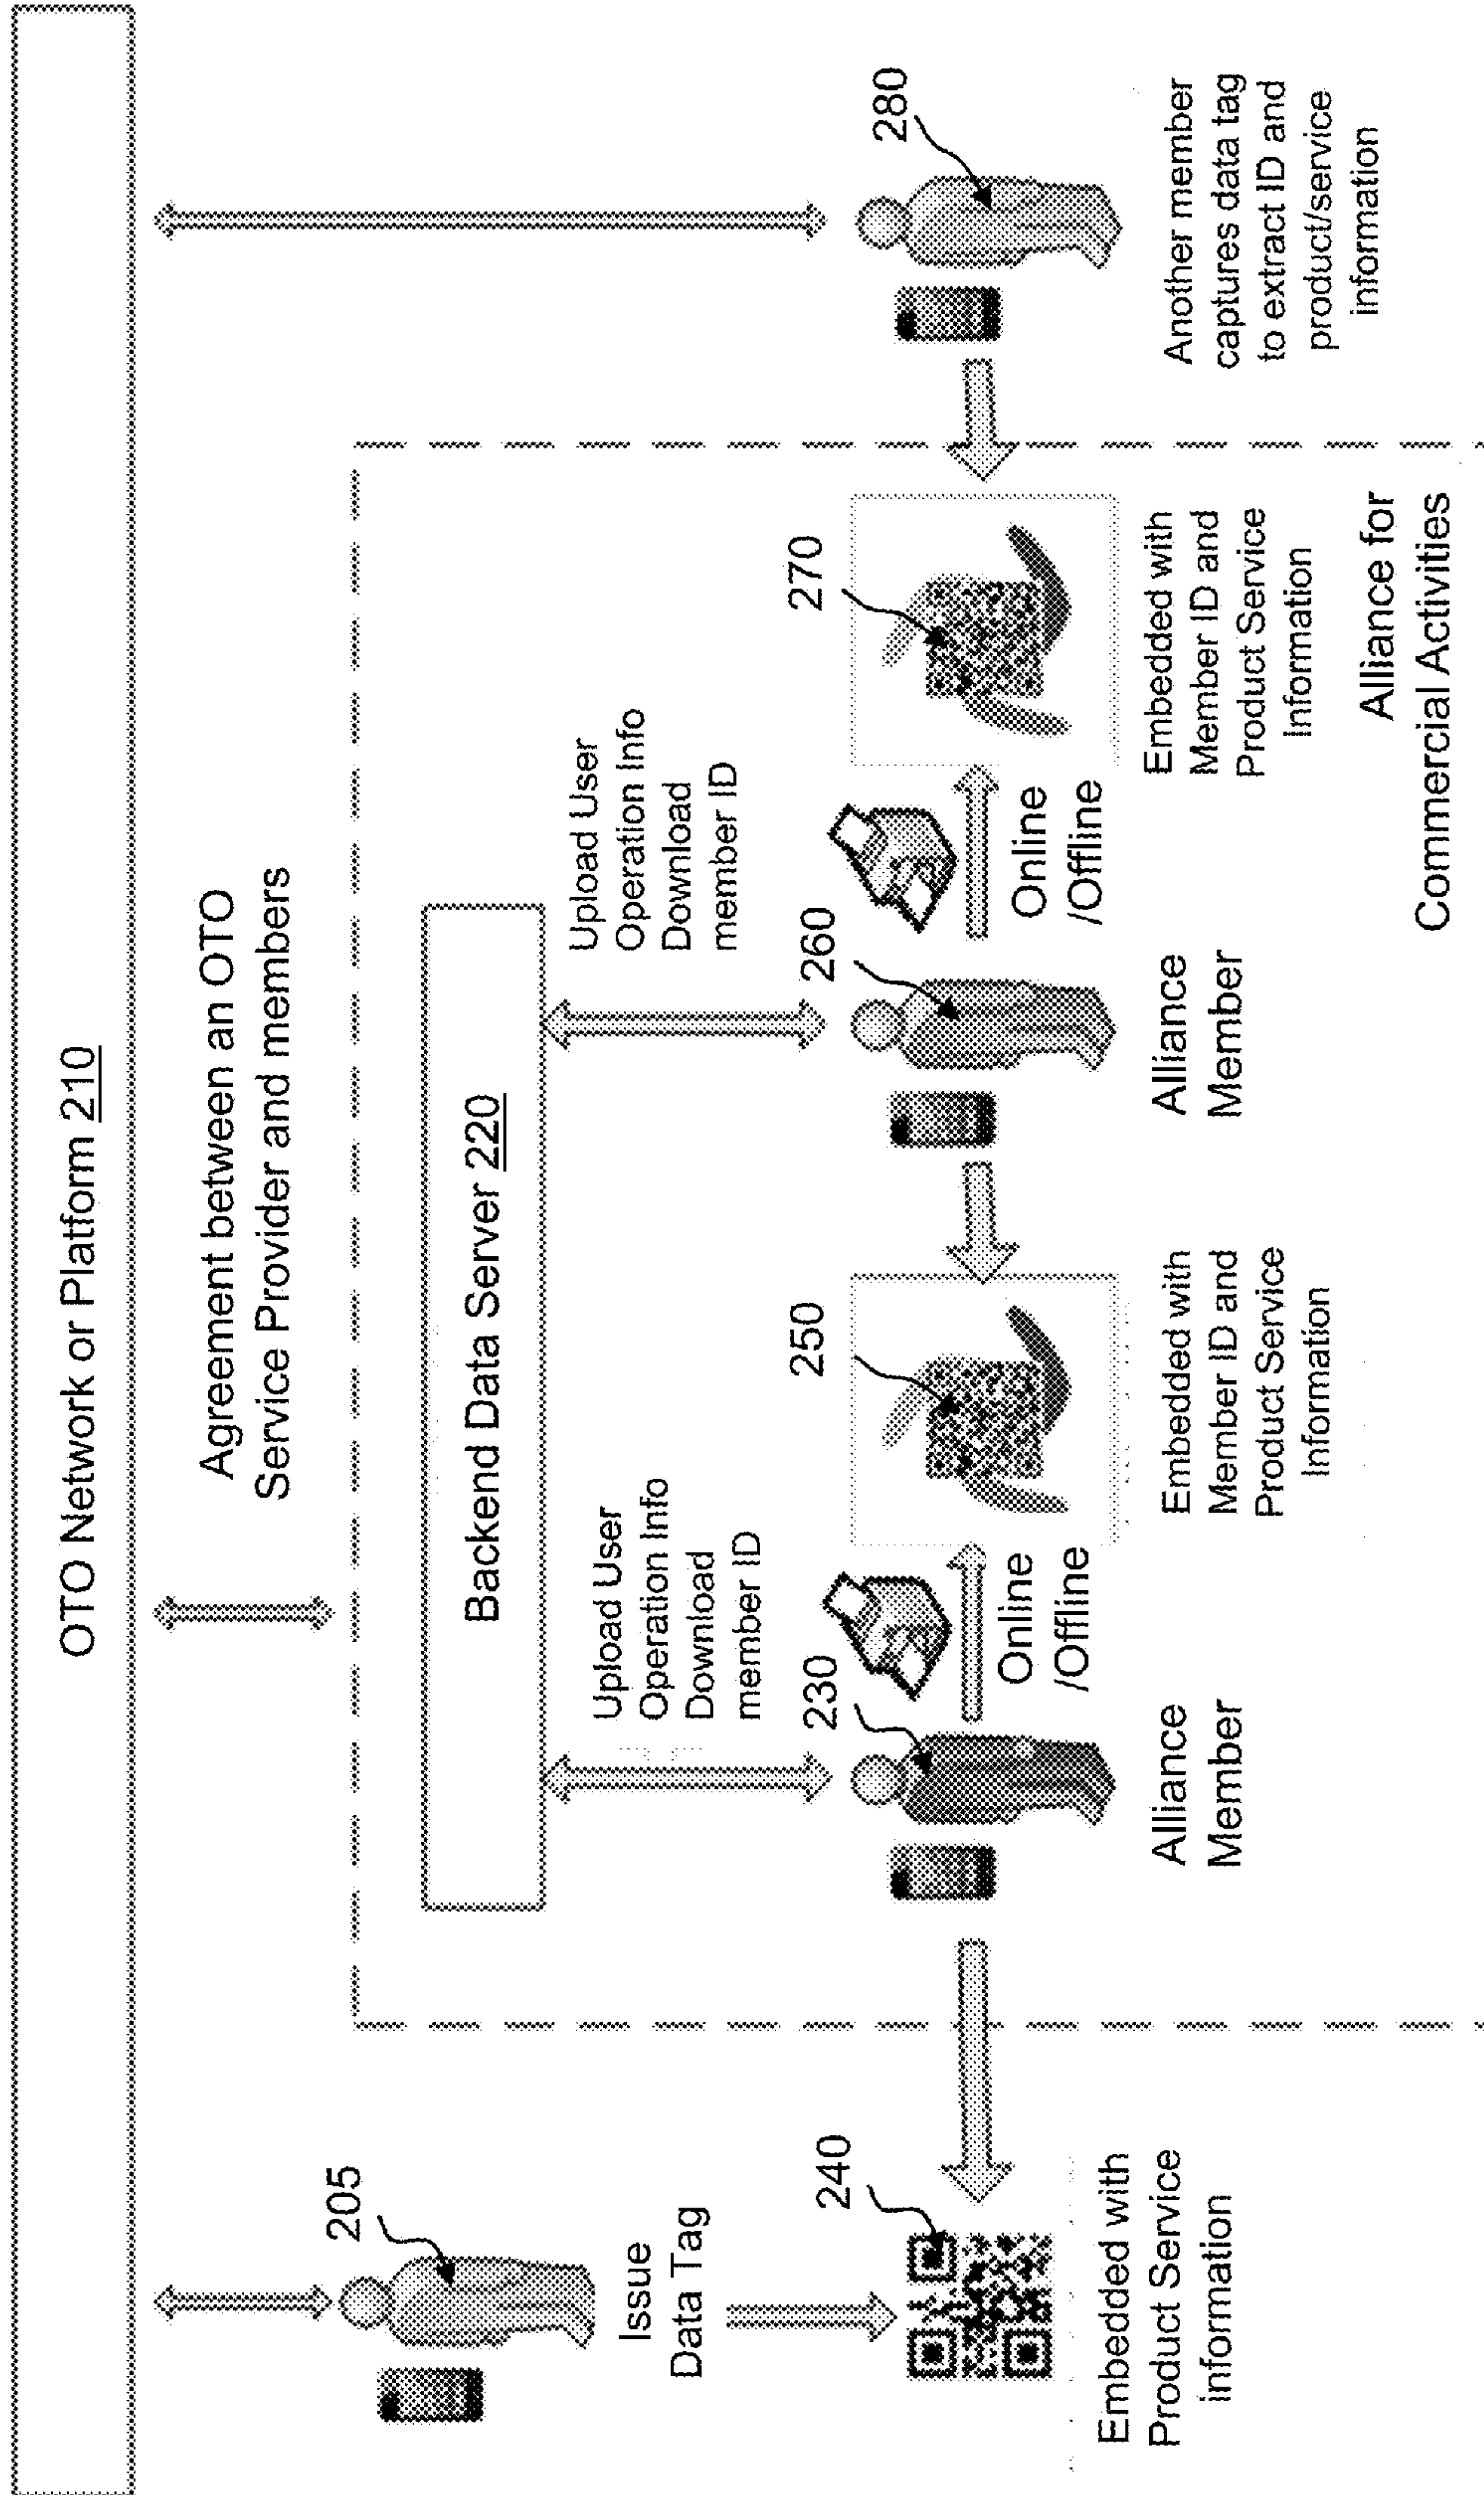 OTO Network or Platform 210
Agreement between an OTO
Service Provider and members
205
Issue
Data Tag
240
Embedded with
Product Service
information
Backend Data Server 220
Upload User
Operation Info
Download
member ID
230
Alliance
Member
Online
/Offline
250
Embedded with
Member ID and
Product Service
Information
Upload User
Operation Info
Download
member ID
260
Alliance
Member
Online
/Offline
270
Embedded with
Member ID and
Product Service
Information
Alliance for
Commercial Activities
280
Another member
captures data tag
to extract ID and
product/service
information